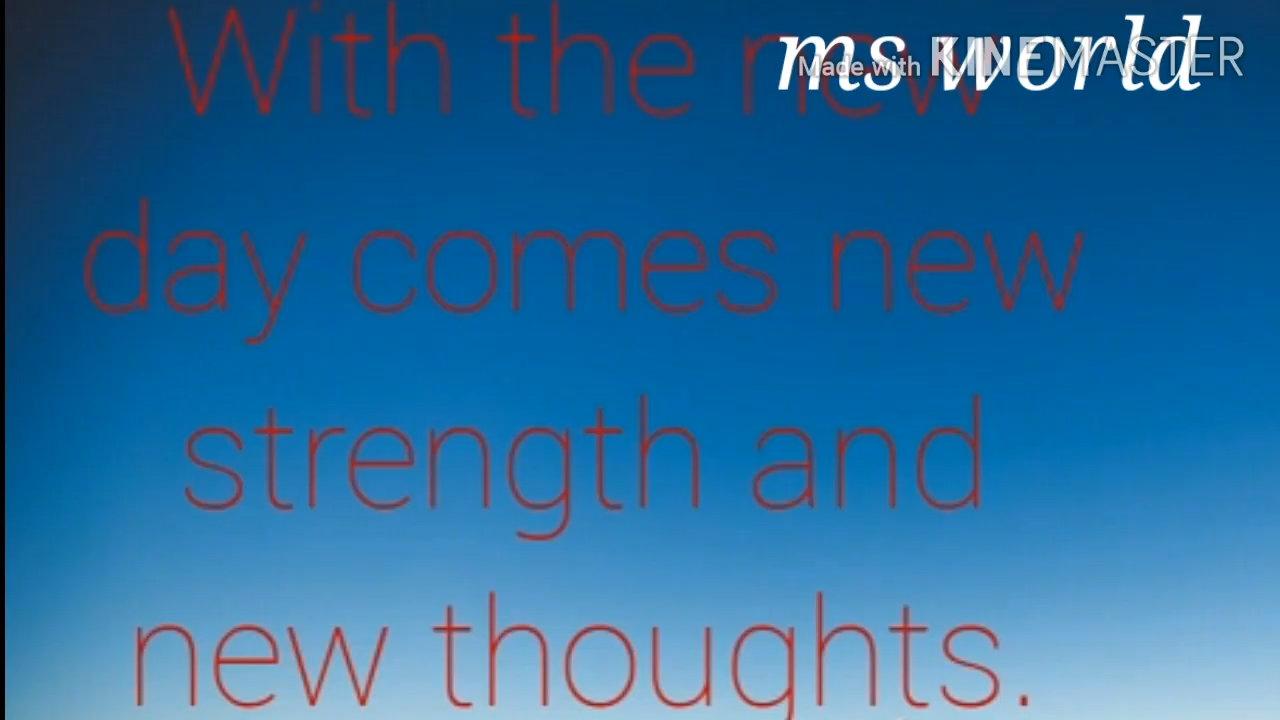 With the new
ms world
Made with KINEMASTER
day comes new
strength and
new thoughts.